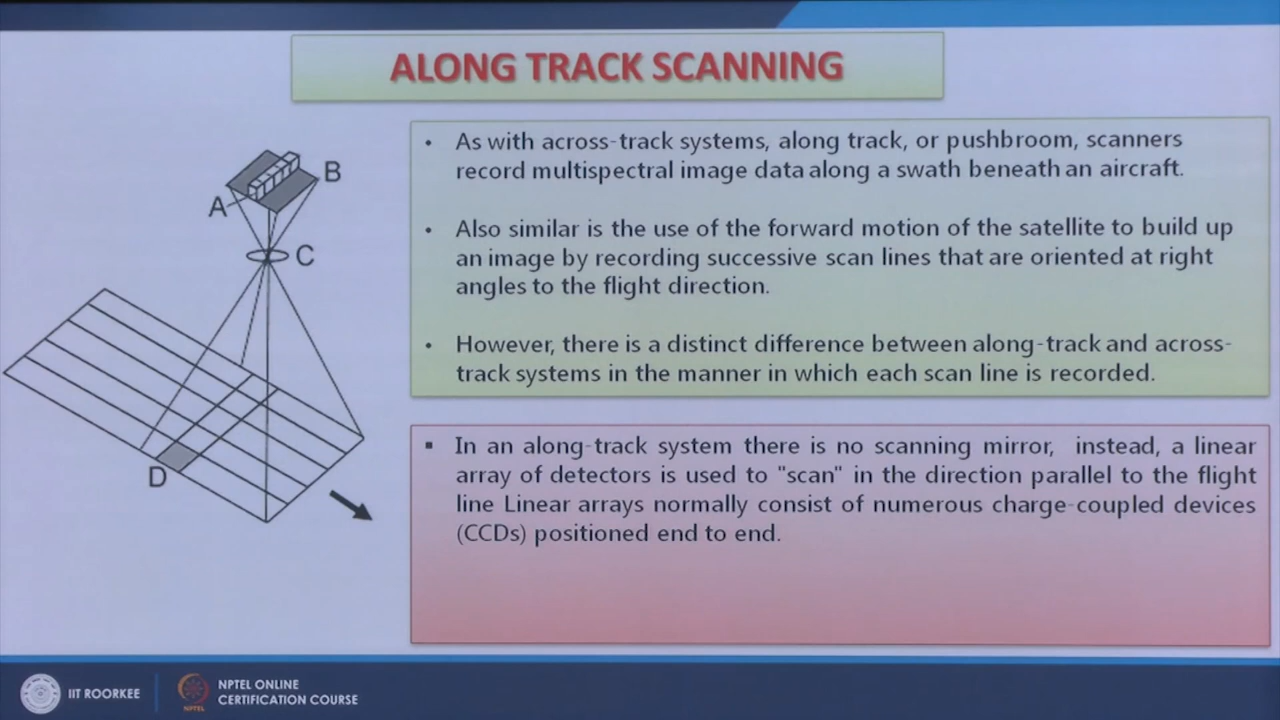 ALONG TRACK SCANNING
• As with across-track systems, along track, or pushbroom, scanners
record multispectral image data along a swath beneath an aircraft.
• Also similar is the use of the forward motion of the satellite to build up
an image by recording successive scan lines that are oriented at right
angles to the flight direction.
• However, there is a distinct difference between along-track and across-
track systems in the manner in which each scan line is recorded.
▪ In an along-track system there is no scanning mirror, instead, a linear
array of detectors is used to "scan" in the direction parallel to the flight
line Linear arrays normally consist of numerous charge-coupled devices
(CCDs) positioned end to end.
A
B
C
D
IIT ROORKEE
NPTEL
NPTEL ONLINE
CERTIFICATION COURSE